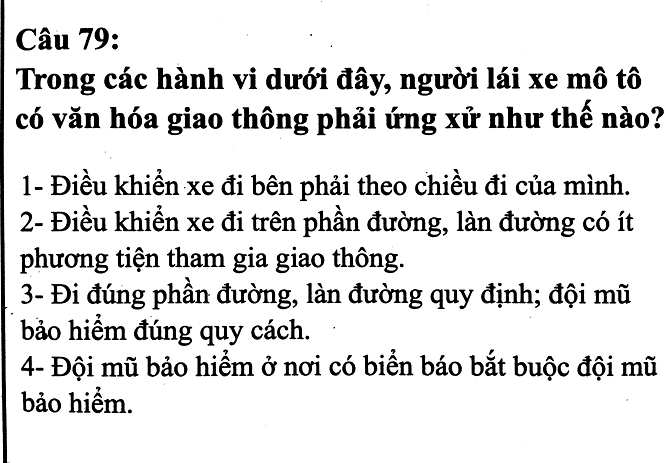 Câu 79:
Trong các hành vi dưới đây, người lái xe mô tô
có văn hóa giao thông phải ứng xử như thế nào?
1- Điều khiển xe đi bên phải theo chiều đi của mình.
2- Điều khiển xe đi trên phần đường, làn đường có ít
phương tiện tham gia giao thông.
3- Đi đúng phần đường, làn đường quy định; đội mũ
bảo hiểm đúng quy cách.
4- Đội mũ bảo hiểm ở nơi có biển báo bắt buộc đội mũ
bảo hiểm.